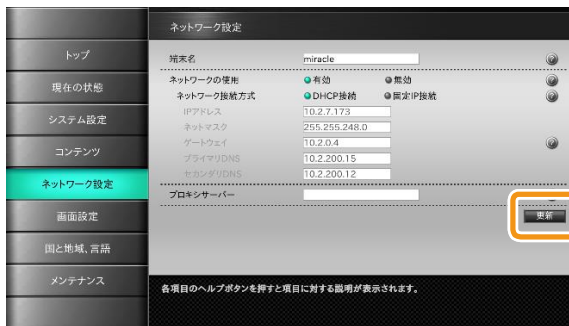 ネットワーク設定
トップ
現在の状態
システム設定
コンテンツ
ネットワーク設定
画面設定
国と地域、言語
メンテナンス
端末名 miracle
ネットワークの使用 有効 無効
ネットワーク接続方式 DHCP接続 固定IP接続
IPアドレス 10.2.7.173
ネットマスク 255.255.248.0
ゲートウェイ 10.2.0.4
プライマリDNS 10.2.200.15
セカンダリDNS 10.2.200.12
プロキシサーバー
更新
各項目のヘルプボタンを押すと項目に対する説明が表示されます。